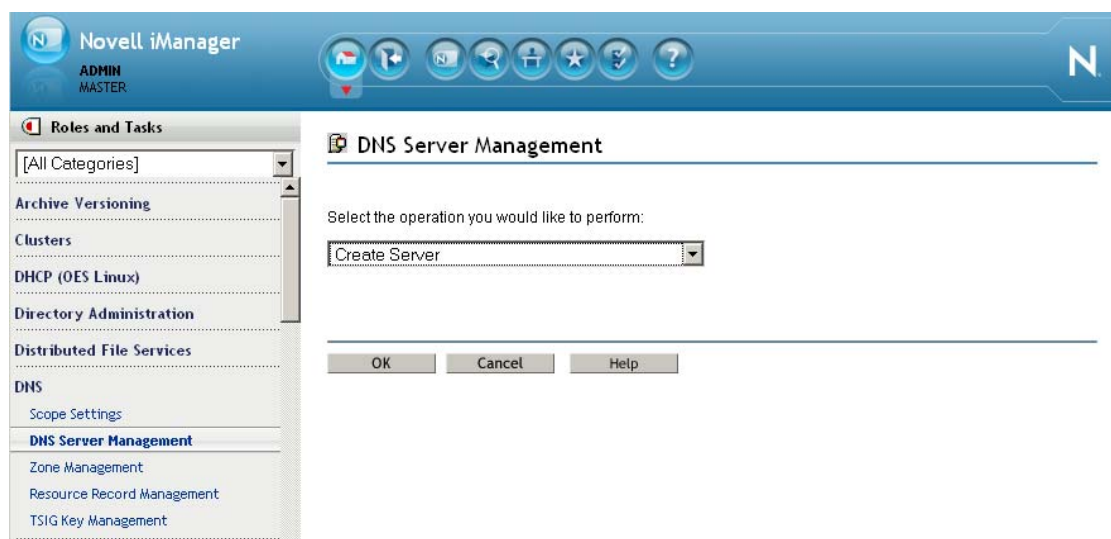 Novell iManager
ADMIN
MASTER
N
N
?
N
Roles and Tasks
[All Categories]
Archive Versioning
Clusters
DHCP (OES Linux)
Directory Administration
Distributed File Services
DNS
Scope Settings
DNS Server Management
Zone Management
Resource Record Management
TSIG Key Management
DNS Server Management
Select the operation you would like to perform:
Create Server
OK Cancel Help